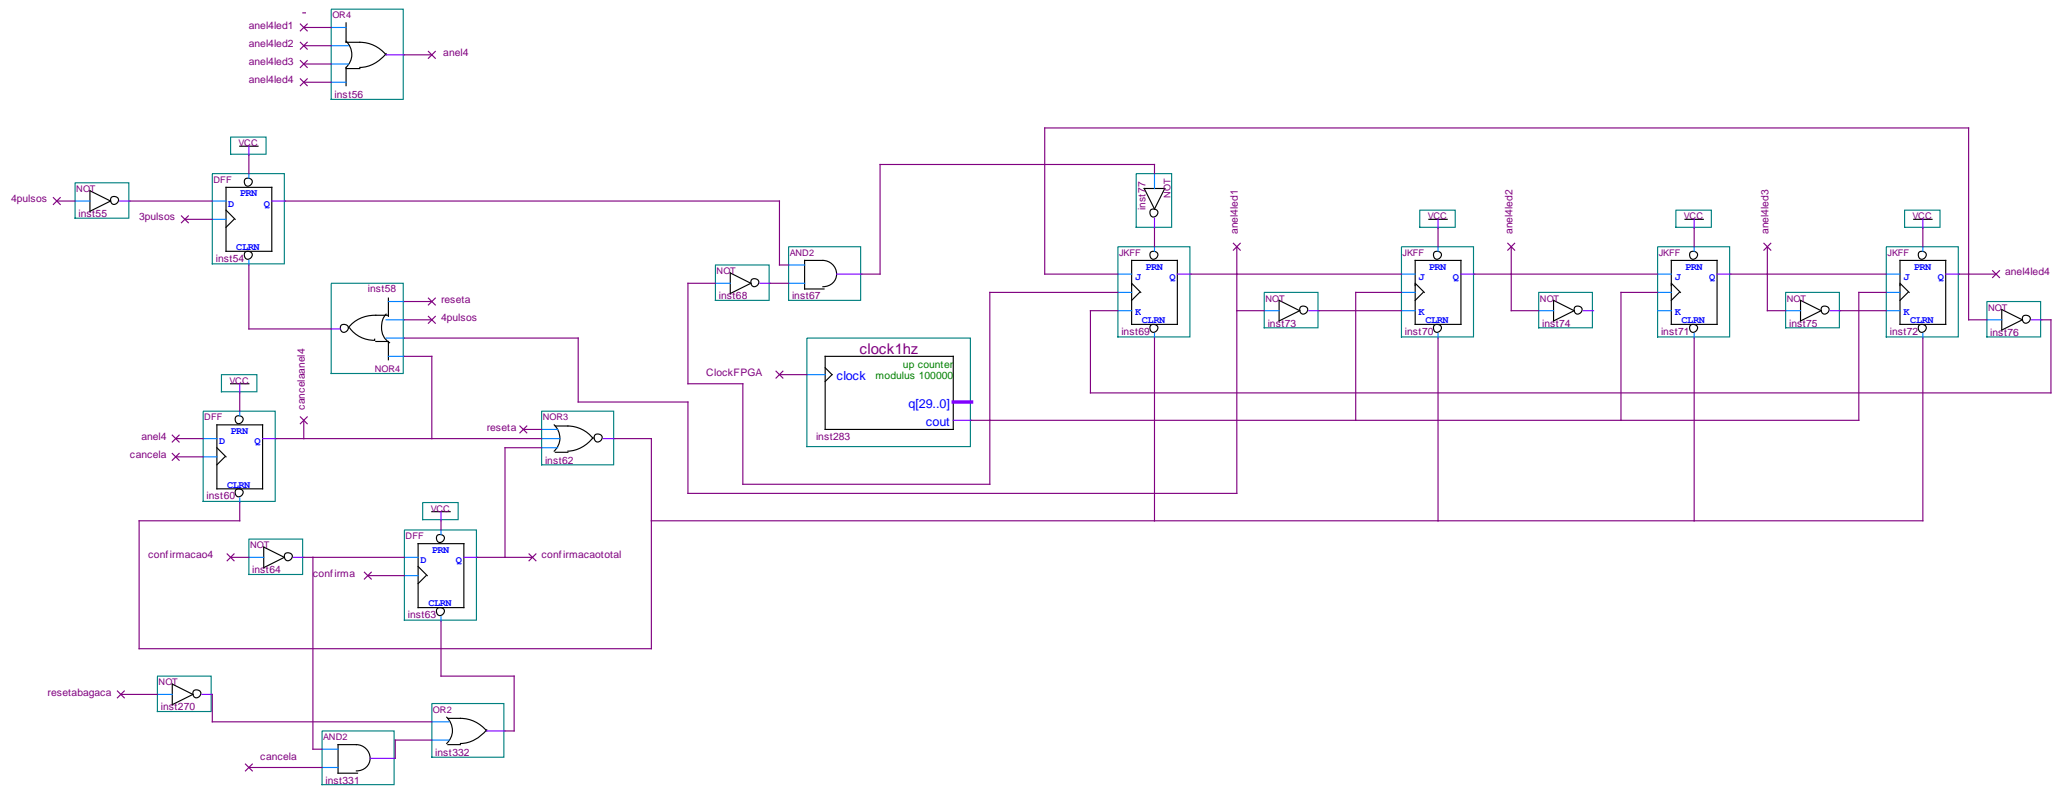 OR4
anel4led1
anel4led2
anel4led3
anel4led4
anel4
inst56
VCC
DFF
PRN
D
Q
CLRN
inst54
4pulsos
NOT
inst55
3pulsos
inst58
reseta
4pulsos
NOR4
cancelaanel4
VCC
DFF
PRN
D
Q
CLRN
inst60
anel4
cancela
NOR3
reseta
inst62
VCC
DFF
PRN
D
Q
CLRN
inst63
confirmacao4
NOT
inst64
confirma
confirmacaototal
resetabagaca
NOT
inst270
OR2
inst332
AND2
cancela
inst331
NOT
inst68
AND2
inst67
clock1hz
up counter
modulus 100000
ClockFPGA
clock
q[29..0]
cout
inst283
inst77
NOT
JKFF
PRN
J
Q
K
CLRN
inst69
anel4led1
NOT
inst73
VCC
JKFF
PRN
J
Q
K
CLRN
inst70
anel4led2
NOT
inst74
VCC
JKFF
PRN
J
Q
K
CLRN
inst71
anel4led3
NOT
inst75
VCC
JKFF
PRN
J
Q
K
CLRN
inst72
anel4led4
NOT
inst76